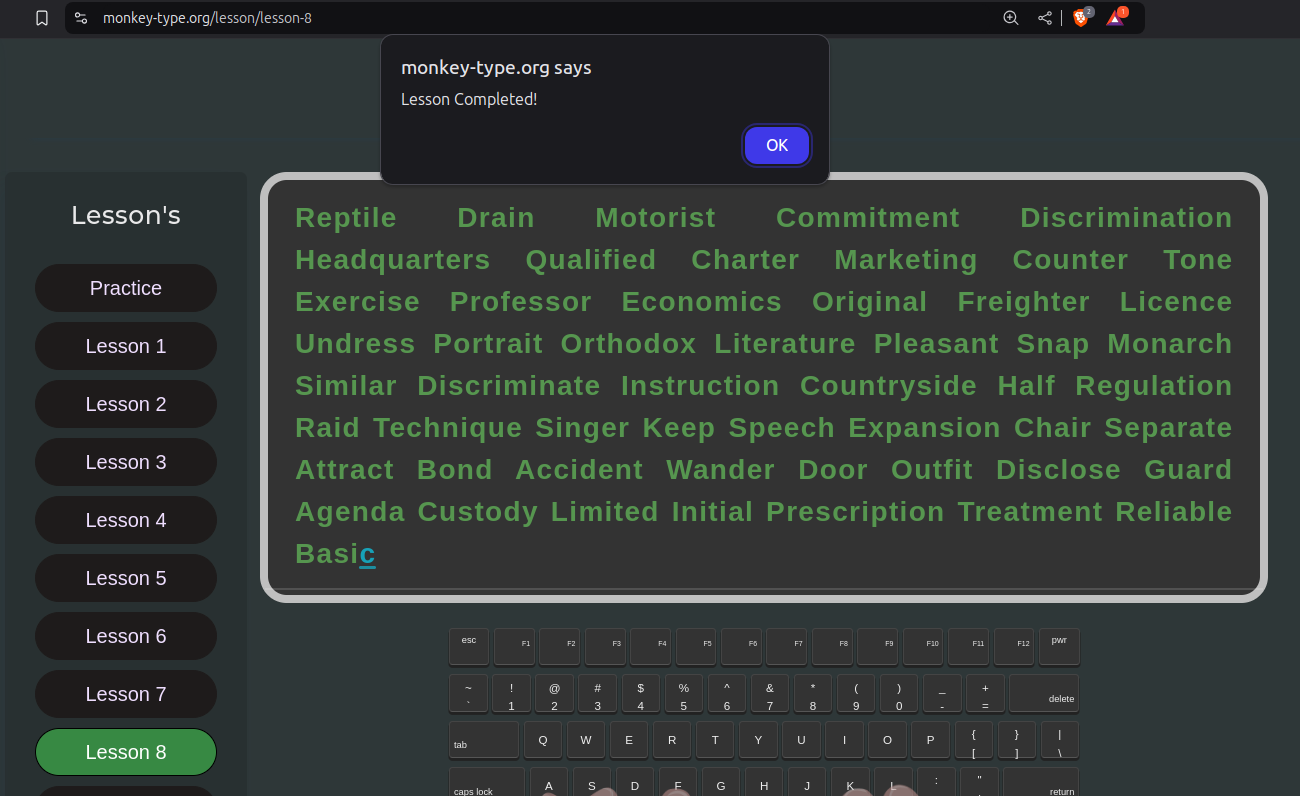 monkey-type.org/lesson/lesson-8
2
1
monkey-type.org says
Lesson Completed!
OK
Lesson's
Practice
Lesson 1
Lesson 2
Lesson 3
Lesson 4
Lesson 5
Lesson 6
Lesson 7
Lesson 8
Reptile Drain Motorist Commitment Discrimination
Headquarters Qualified Charter Marketing Counter Tone
Exercise Professor Economics Original Freighter Licence
Undress Portrait Orthodox Literature Pleasant Snap Monarch
Similar Discriminate Instruction Countryside Half Regulation
Raid Technique Singer Keep Speech Expansion Chair Separate
Attract Bond Accident Wander Door Outfit Disclose Guard
Agenda Custody Limited Initial Prescription Treatment Reliable
Basic
esc F1 F2 F3 F4 F5 F6 F7 F8 F9 F10 F11 F12 pwr
~ ! @ # $ % ^ & * ( ) _ +
` 1 2 3 4 5 6 7 8 9 0 - = delete
tab Q W E R T Y U I O P { } |
[ ] \
caps lock A S D F G H J K L : " return